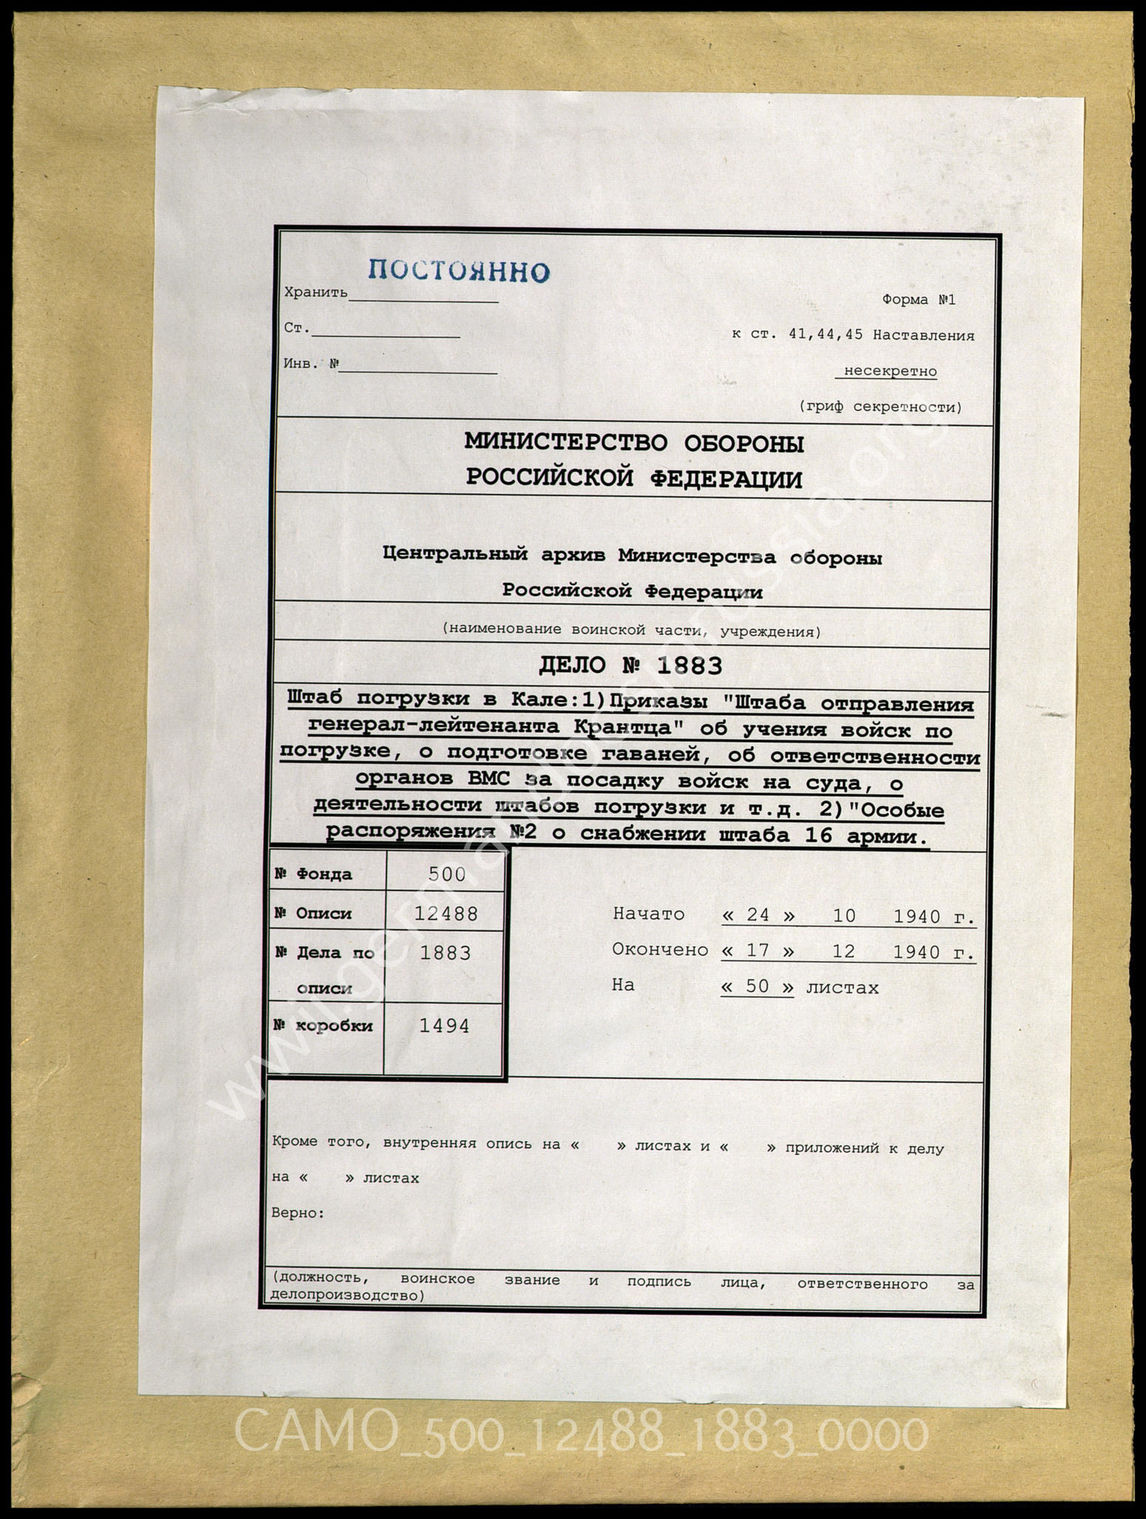 ПОСТОЯННО
Хранить
Форма №1
Ст.
к ст. 41,44,45 Наставления
Инв. №
несекретно
(гриф секретности)
МИНИСТЕРСТВО ОБОРОНЫ
РОССИЙСКОЙ ФЕДЕРАЦИИ
Центральный архив Министерства обороны
Российской Федерации
(наименование воинской части, учреждения)
ДЕЛО № 1883
Штаб погрузки в Кале:1)Приказы "Штаба отправления
генерал-лейтенанта Крантца" об учения войск по
погрузке, о подготовке гаваней, об ответственности
органов ВМС за посадку войск на суда, о
деятельности штабов погрузки и т.д. 2)"Особые
распоряжения №2 о снабжении штаба 16 армии.
№ Фонда 500
№ Описи 12488
№ Дела по 1883
описи
№ коробки 1494
Начато « 24 » 10 1940 г.
Окончено « 17 » 12 1940 г.
На « 50 » листах
Кроме того, внутренняя опись на « » листах и « » приложений к делу
на « » листах
Верно:
(должность, воинское звание и подпись лица, ответственного за
делопроизводство)
CAMO_500_12488_1883_0000